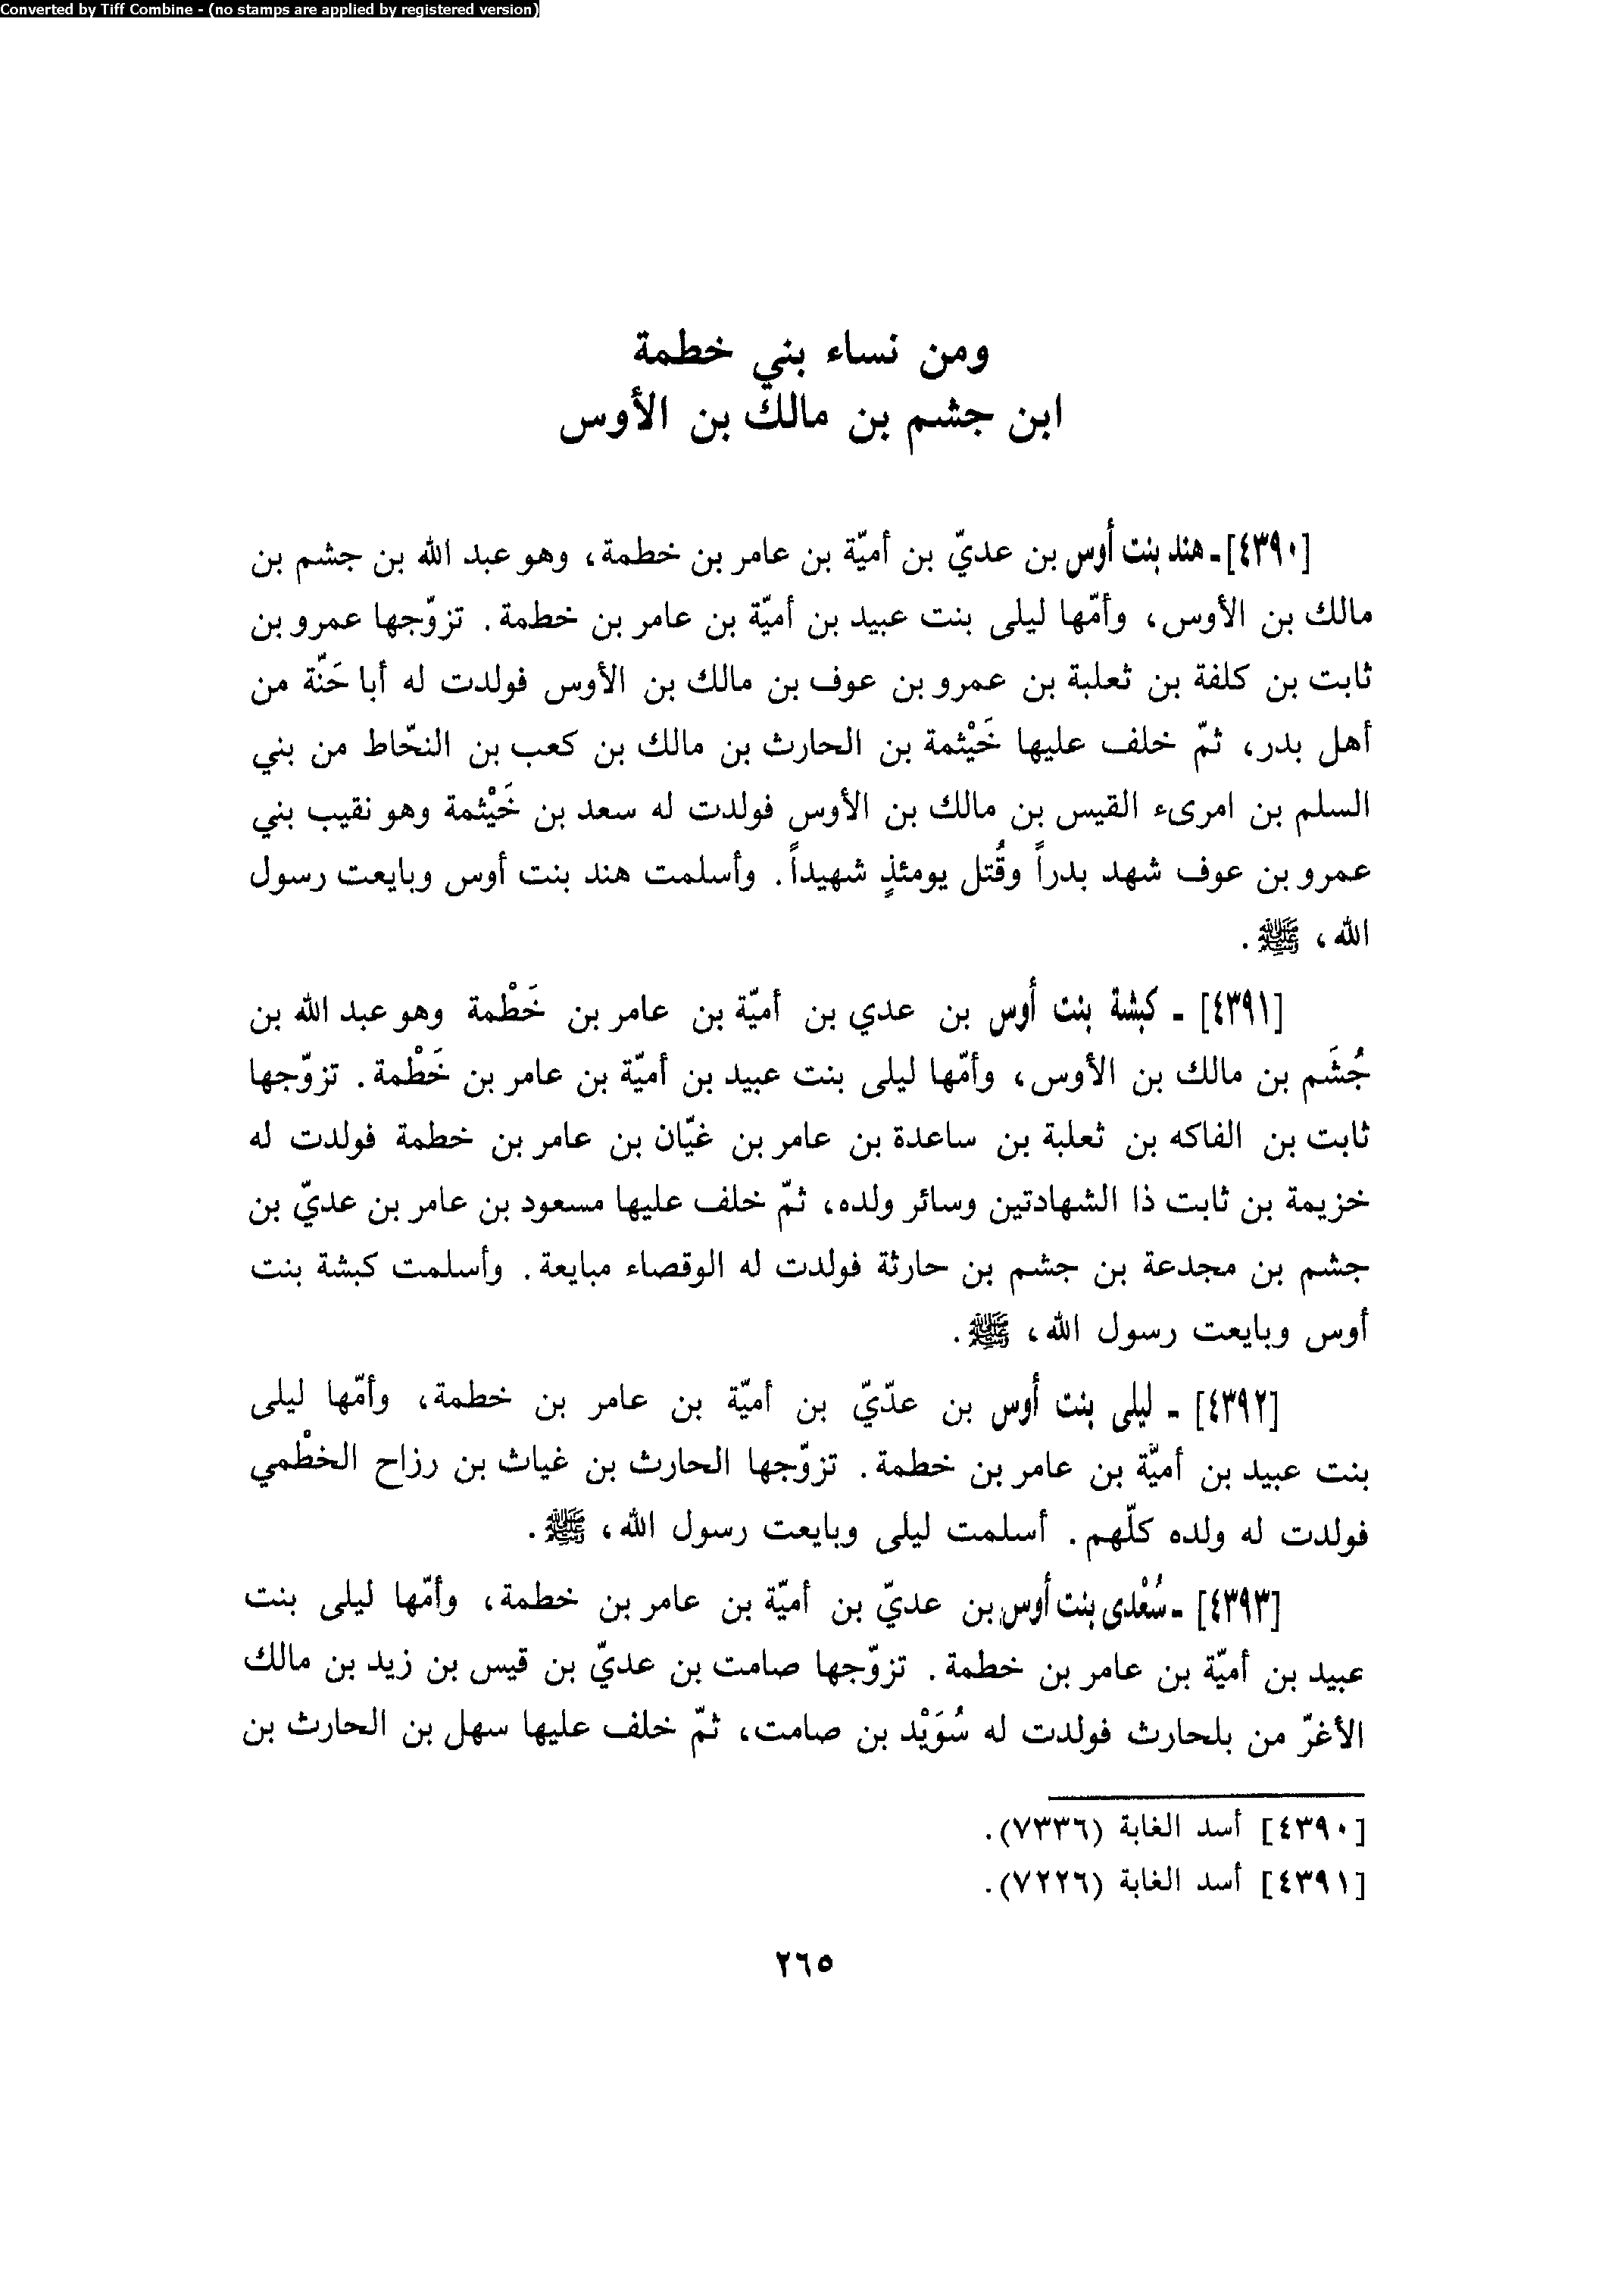 Converted by Tiff Combine - (no stamps are applied by registered version)
ومن نساء بني خطمة
ابن جشم بن مالك بن الأوس
[٤٣٩٠] ـ هند بنت أوس بن عديّ بن أميّة بن عامر بن خطمة، وهو عبد الله بن جشم بن
مالك بن الأوس، وأمّها ليلى بنت عبيد بن أميّة بن عامر بن خطمة. تزوّجها عمرو بن
ثابت بن كلفة بن ثعلبة بن عمرو بن عوف بن مالك بن الأوس فولدت له أبا حَنّة من
أهل بدر، ثمّ خلف عليها خَيْثمة بن الحارث بن مالك بن كعب بن النحّاط من بني
السلم بن امرىء القيس بن مالك بن الأوس فولدت له سعد بن خَيْثمة وهو نقيب بني
عمرو بن عوف شهد بدراً وقُتل يومئذٍ شهيداً. وأسلمت هند بنت أوس وبايعت رسول
الله، ﷺ.
[٤٣٩١] ـ كبشة بنت أوس بن عدي بن أميّة بن عامر بن خَطْمة وهو عبد الله بن
جُشَم بن مالك بن الأوس، وأمّها ليلى بنت عبيد بن أميّة بن عامر بن خَطْمة. تزوّجها
ثابت بن الفاكه بن ثعلبة بن ساعدة بن عامر بن غيّان بن عامر بن خطمة فولدت له
خزيمة بن ثابت ذا الشهادتين وسائر ولده، ثمّ خلف عليها مسعود بن عامر بن عديّ بن
جشم بن مجدعة بن جشم بن حارثة فولدت له الوقصاء مبايعة. وأسلمت كبشة بنت
أوس وبايعت رسول الله، ﷺ.
[٤٣٩٢] ـ ليلى بنت أوس بن عدّيّ بن أميّة بن عامر بن خطمة، وأمّها ليلى
بنت عبيد بن أميّة بن عامر بن خطمة. تزوّجها الحارث بن غياث بن رزاح الخطْمي
فولدت له ولده كلّهم. أسلمت ليلى وبايعت رسول الله، ﷺ.
[٤٣٩٣] ـ سُعْدى بنت أوس بن عديّ بن أميّة بن عامر بن خطمة، وأمّها ليلى بنت
عبيد بن أميّة بن عامر بن خطمة. تزوّجها صامت بن عديّ بن قيس بن زيد بن مالك
الأغرّ من بلحارث فولدت له سُوَيْد بن صامت، ثمّ خلف عليها سهل بن الحارث بن
[٤٣٩٠] أسد الغابة (٧٣٣٦).
[٤٣٩١] أسد الغابة (٧٢٢٦).
٢٦٥